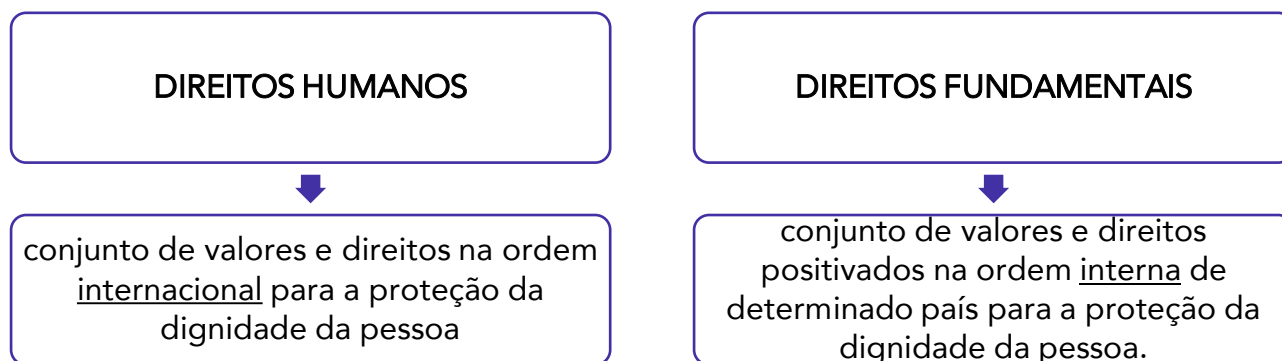 DIREITOS HUMANOS
conjunto de valores e direitos na ordem
internacional para a proteção da
dignidade da pessoa
DIREITOS FUNDAMENTAIS
conjunto de valores e direitos
positivados na ordem interna de
determinado país para a proteção da
dignidade da pessoa.